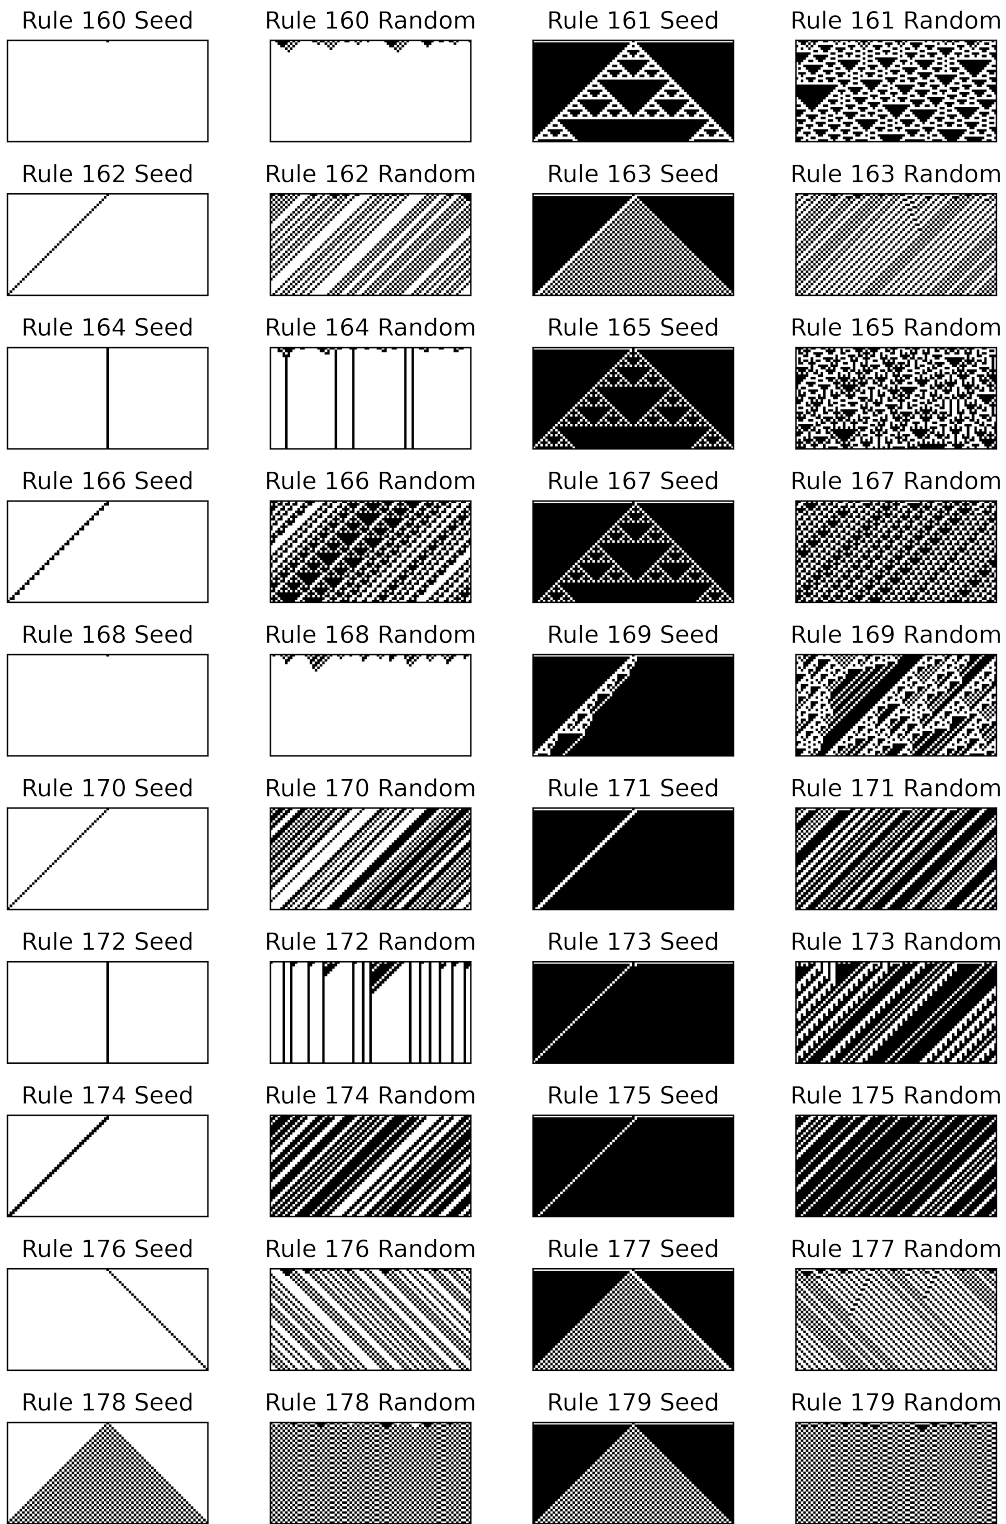 Rule 160 Seed
Rule 160 Random
Rule 161 Seed
Rule 161 Random
Rule 162 Seed
Rule 162 Random
Rule 163 Seed
Rule 163 Random
Rule 164 Seed
Rule 164 Random
Rule 165 Seed
Rule 165 Random
Rule 166 Seed
Rule 166 Random
Rule 167 Seed
Rule 167 Random
Rule 168 Seed
Rule 168 Random
Rule 169 Seed
Rule 169 Random
Rule 170 Seed
Rule 170 Random
Rule 171 Seed
Rule 171 Random
Rule 172 Seed
Rule 172 Random
Rule 173 Seed
Rule 173 Random
Rule 174 Seed
Rule 174 Random
Rule 175 Seed
Rule 175 Random
Rule 176 Seed
Rule 176 Random
Rule 177 Seed
Rule 177 Random
Rule 178 Seed
Rule 178 Random
Rule 179 Seed
Rule 179 Random